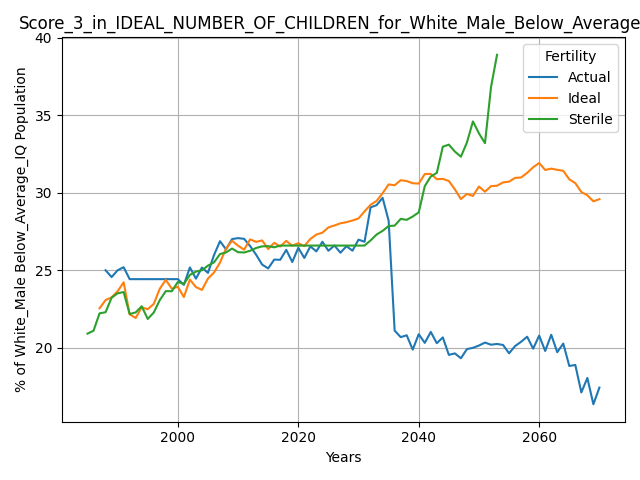 Score_3_in_IDEAL_NUMBER_OF_CHILDREN_for_White_Male_Below_Average
40
35
30
25
20
% of White_Male Below_Average_IQ Population
Fertility
Actual
Ideal
Sterile
2000
2020
2040
2060
Years